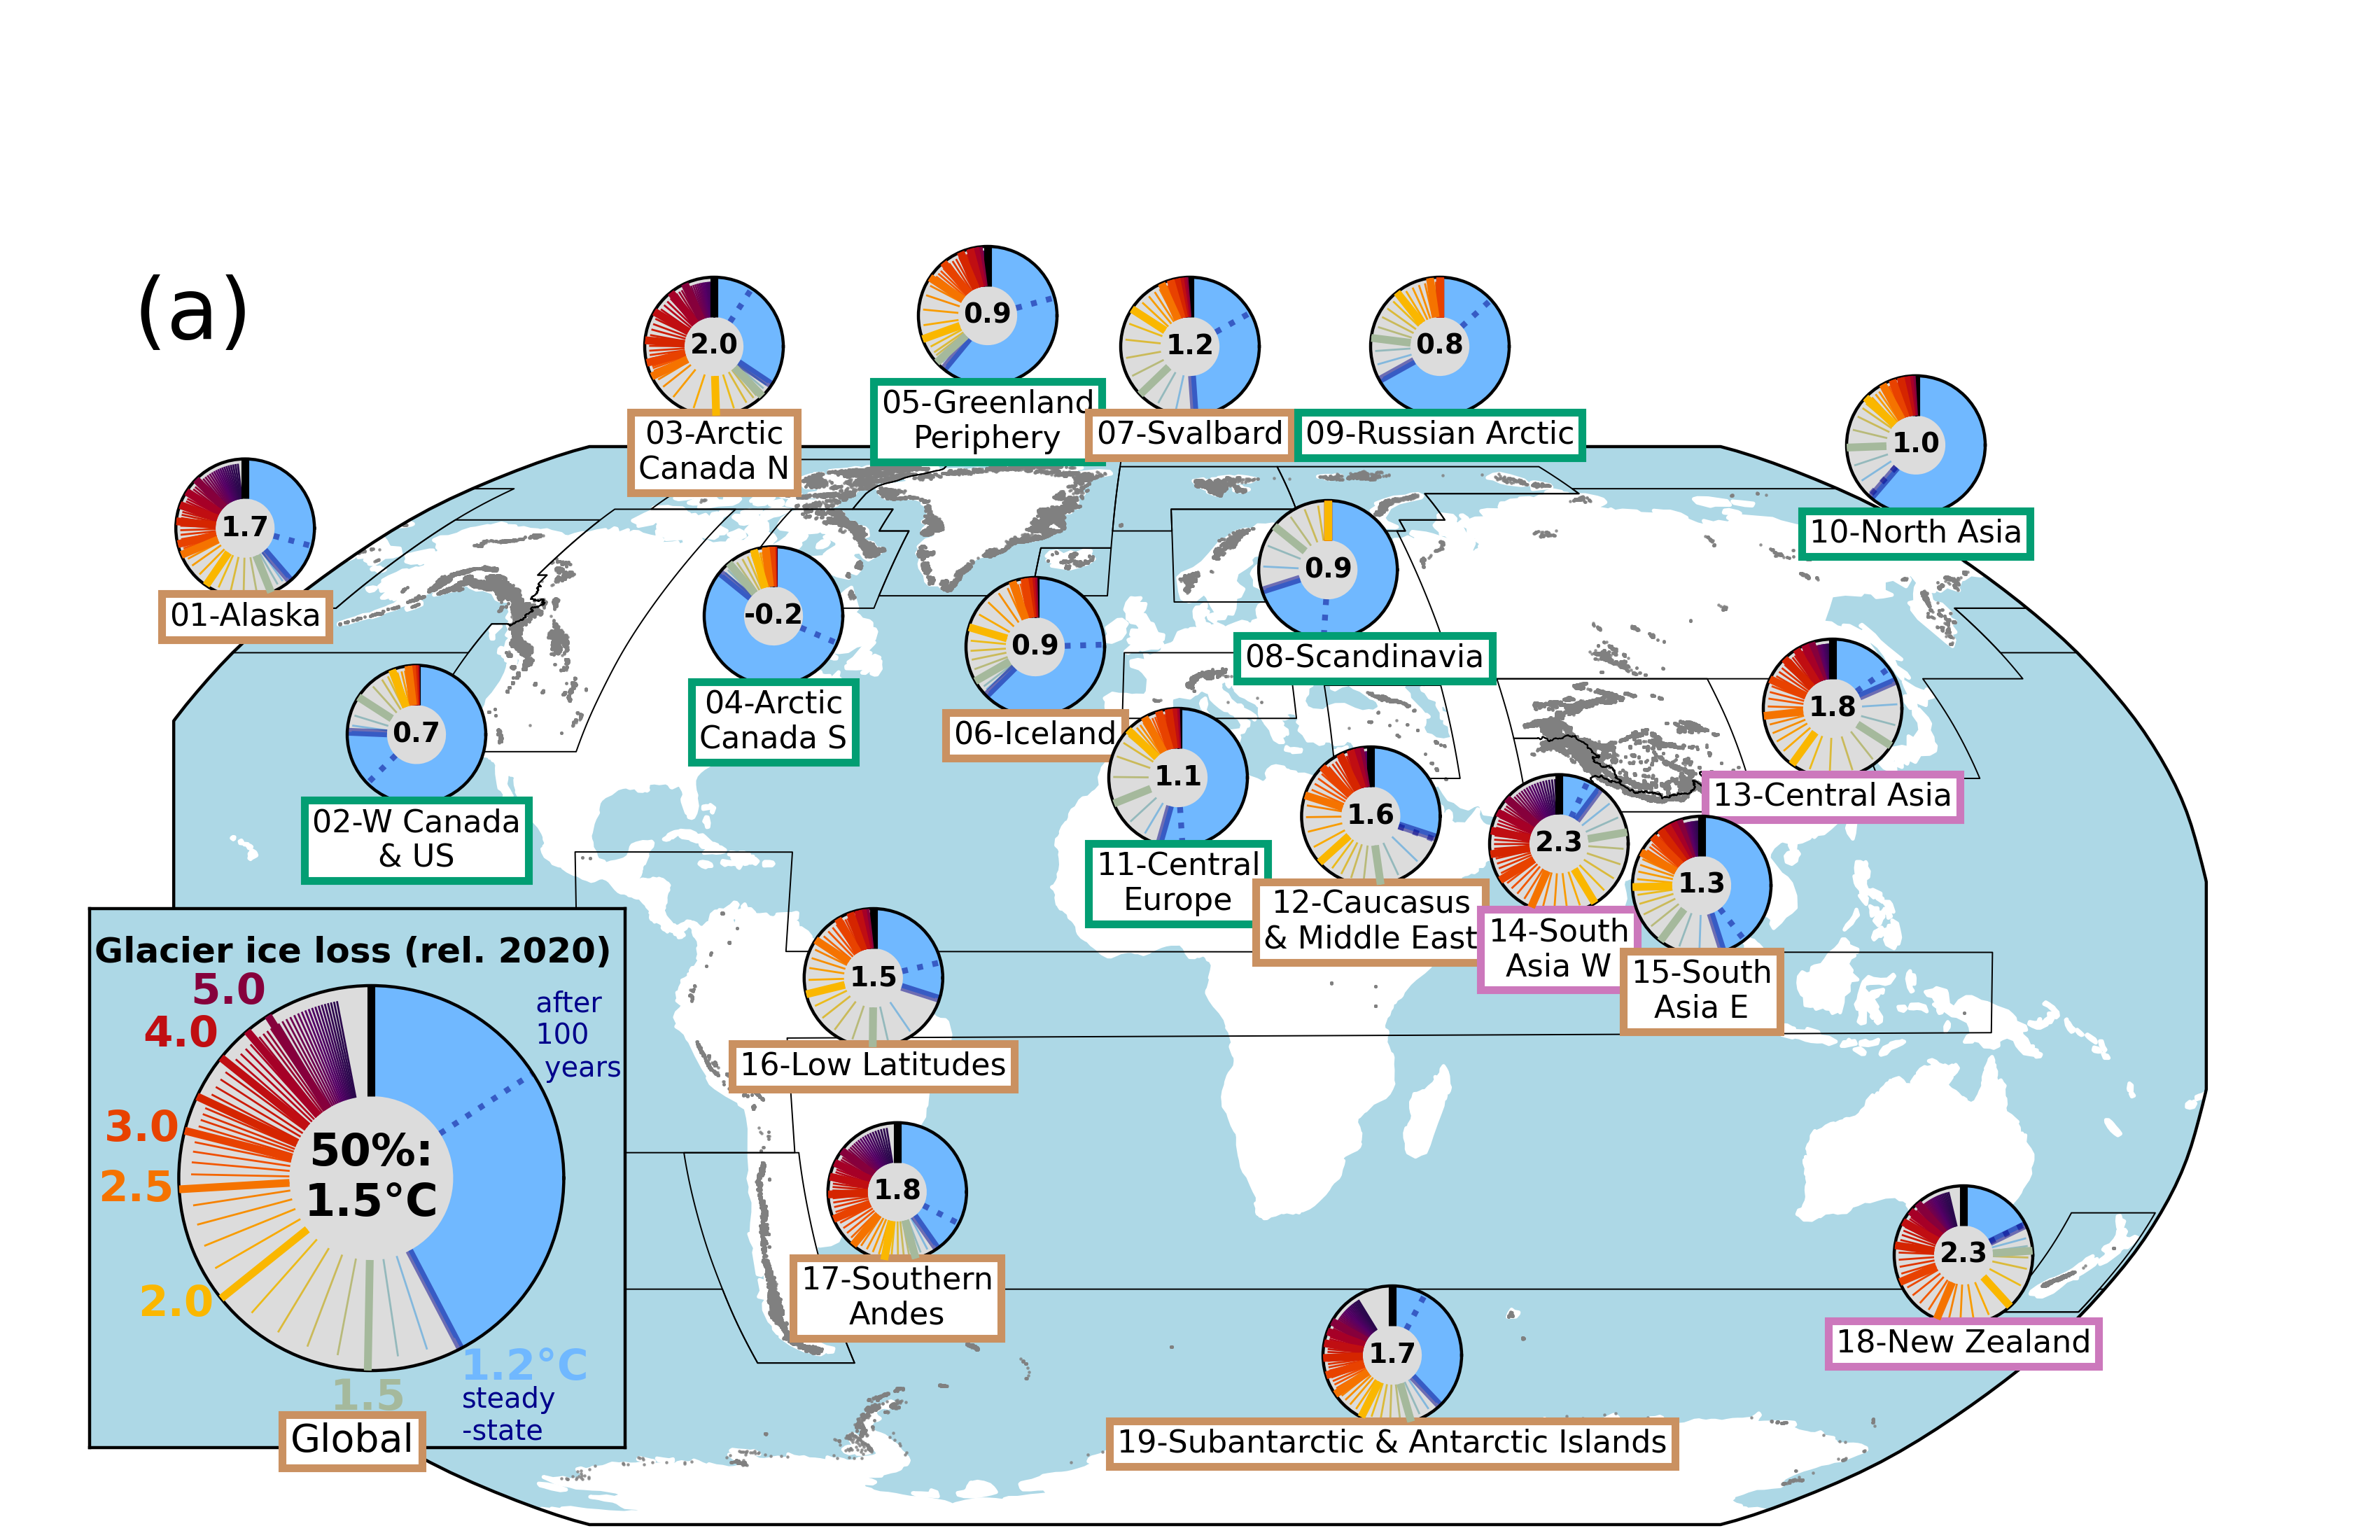 (a)
2.0
03-Arctic
Canada N
0.9
05-Greenland
Periphery
1.2
07-Svalbard
0.8
09-Russian Arctic
1.0
10-North Asia
1.7
01-Alaska
-0.2
04-Arctic
Canada S
0.9
06-Iceland
0.9
08-Scandinavia
0.7
02-W Canada
& US
1.1
11-Central
Europe
1.6
12-Caucasus
& Middle East
2.3
14-South
Asia W
1.3
15-South
Asia E
1.8
13-Central Asia
1.5
16-Low Latitudes
1.8
17-Southern
Andes
1.7
19-Subantarctic & Antarctic Islands
2.3
18-New Zealand
Glacier ice loss (rel. 2020)
5.0
4.0
3.0
2.5
2.0
1.5
1.2°C
after
100
years
50%:
1.5°C
steady
-state
Global